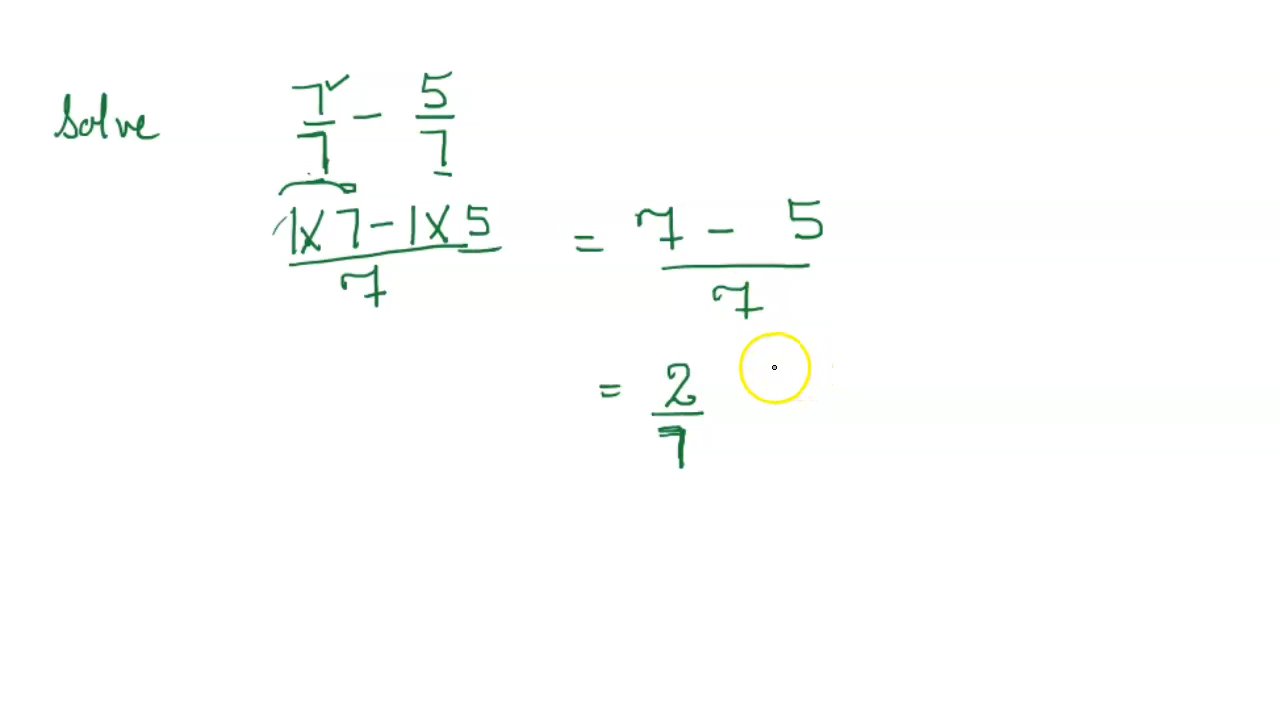 Solve 7/7 - 5/7
(1 x 7 - 1 x 5)/7 = (7 - 5)/7
= 2/7